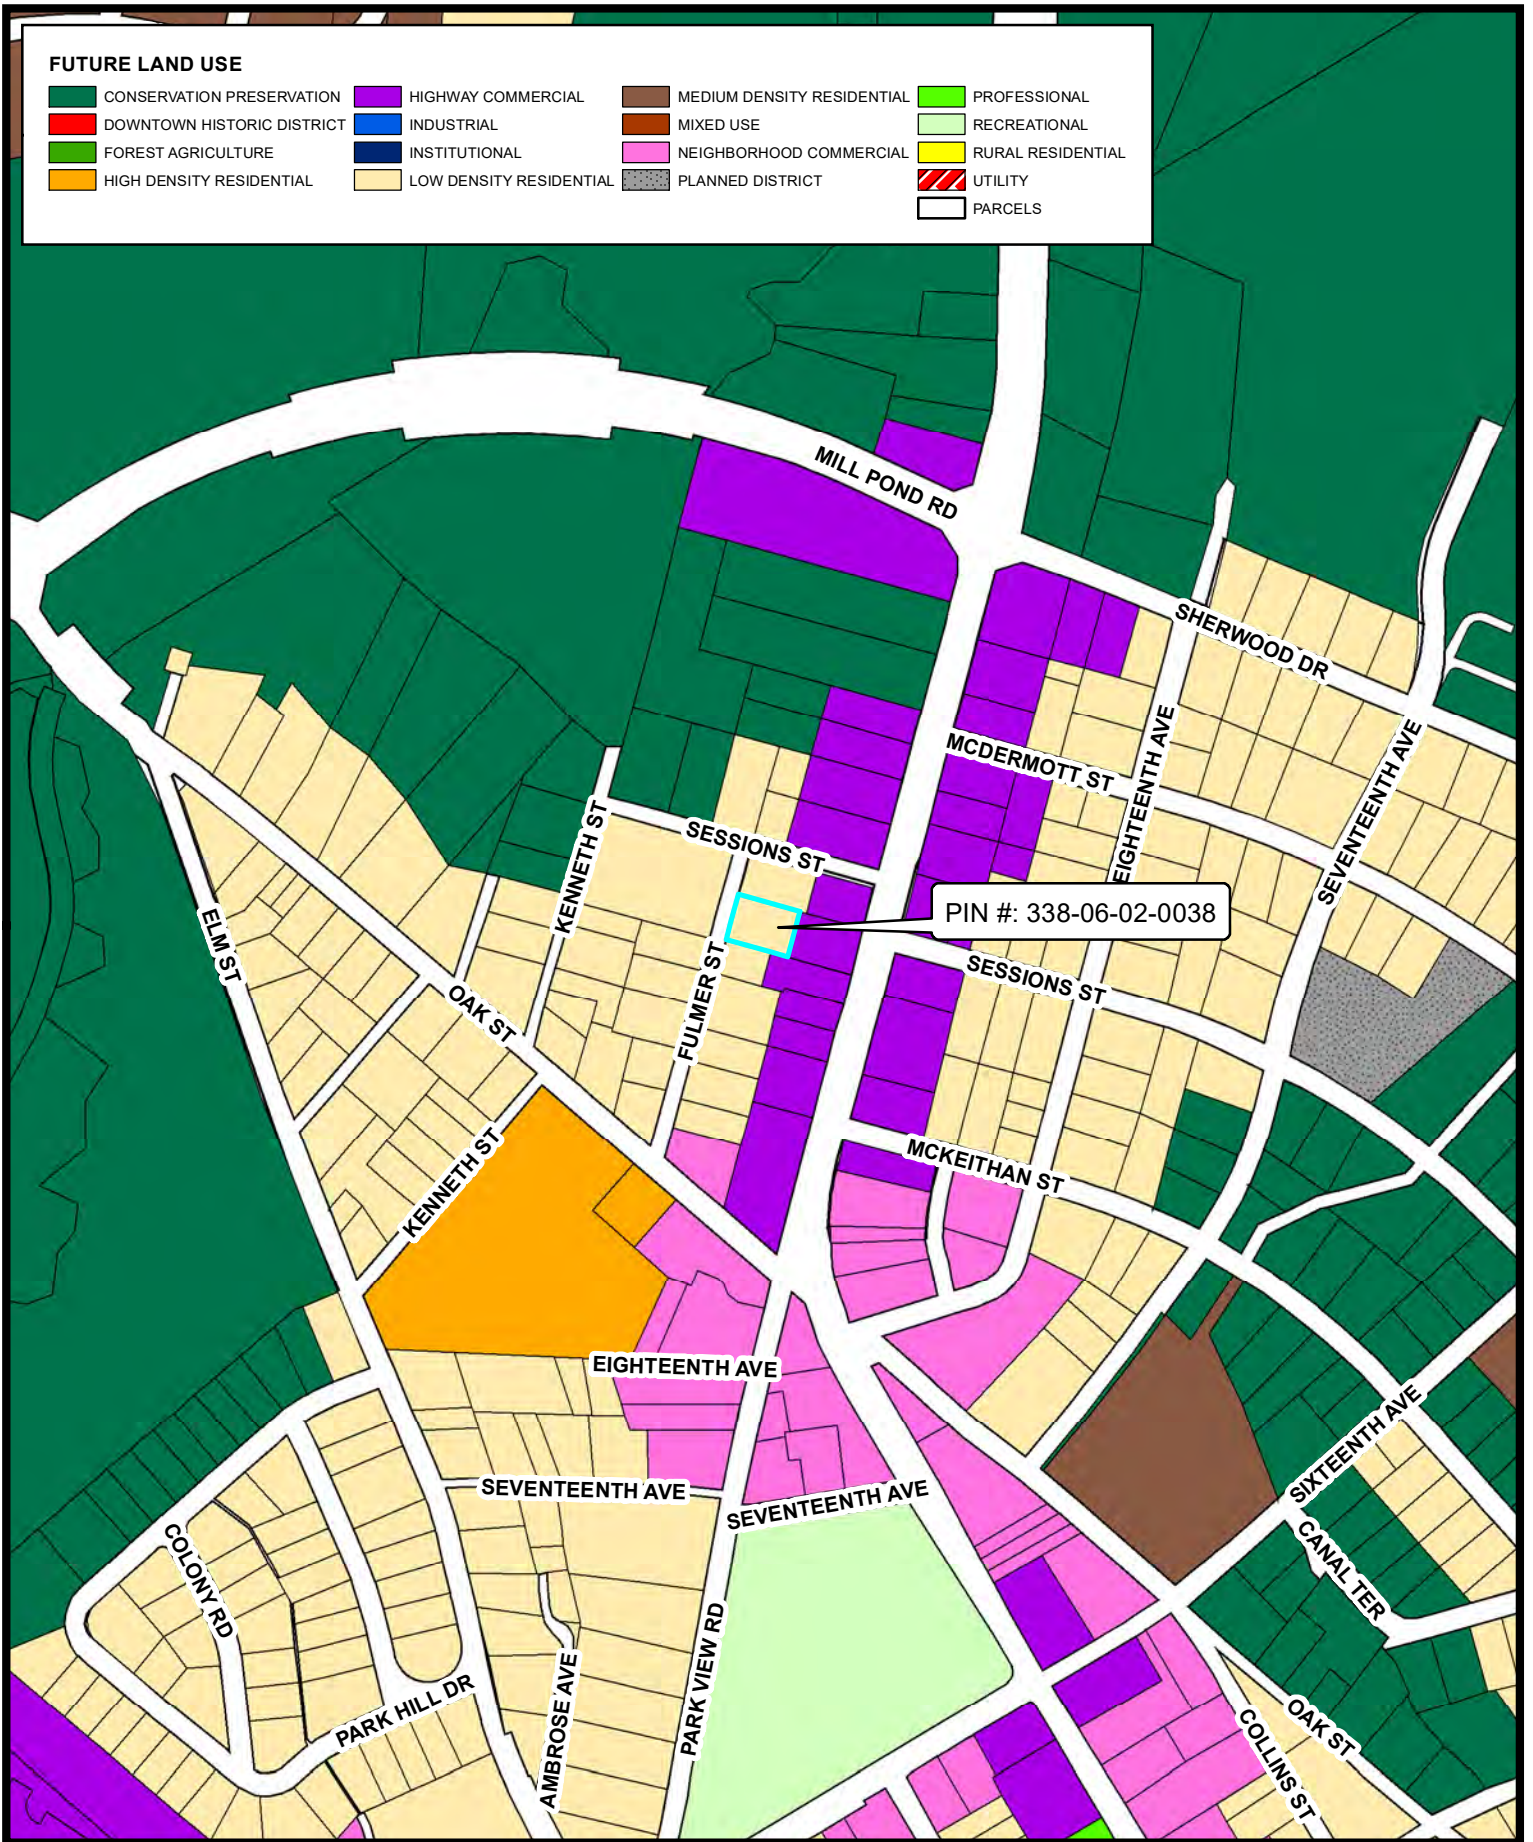 FUTURE LAND USE
CONSERVATION PRESERVATION
DOWNTOWN HISTORIC DISTRICT
FOREST AGRICULTURE
HIGH DENSITY RESIDENTIAL
HIGHWAY COMMERCIAL
INDUSTRIAL
INSTITUTIONAL
LOW DENSITY RESIDENTIAL
MEDIUM DENSITY RESIDENTIAL
MIXED USE
NEIGHBORHOOD COMMERCIAL
PLANNED DISTRICT
PROFESSIONAL
RECREATIONAL
RURAL RESIDENTIAL
UTILITY
PARCELS
MILL POND RD
SHERWOOD DR
MCDERMOTT ST
EIGHTEENTH AVE
SEVENTEENTH AVE
SESSIONS ST
KENNETH ST
PIN #: 338-06-02-0038
ELM ST
OAK ST
FULMER ST
SESSIONS ST
KENNETH ST
MCKEITHAN ST
EIGHTEENTH AVE
SEVENTEENTH AVE
SEVENTEENTH AVE
SIXTEENTH AVE
CANAL TER
COLONY RD
PARK HILL DR
AMBROSE AVE
PARK VIEW RD
OAK ST
COLLINS ST